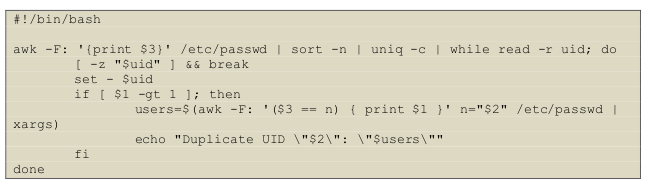 #!/bin/bash
awk -F: '{print $3}' /etc/passwd | sort -n | uniq -c | while read -r uid; do
[ -z "$uid" ] && break
set - $uid
if [ $1 -gt 1 ]; then
users=$(awk -F: '($3 == n) { print $1 }' n="$2" /etc/passwd |
xargs)
echo "Duplicate UID \"$2\": \"$users\""
fi
done